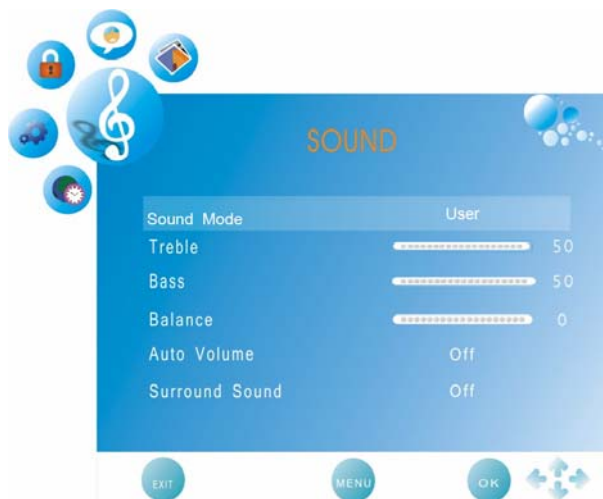 SOUND
Sound Mode User
Treble 50
Bass 50
Balance 0
Auto Volume Off
Surround Sound Off
EXIT MENU OK